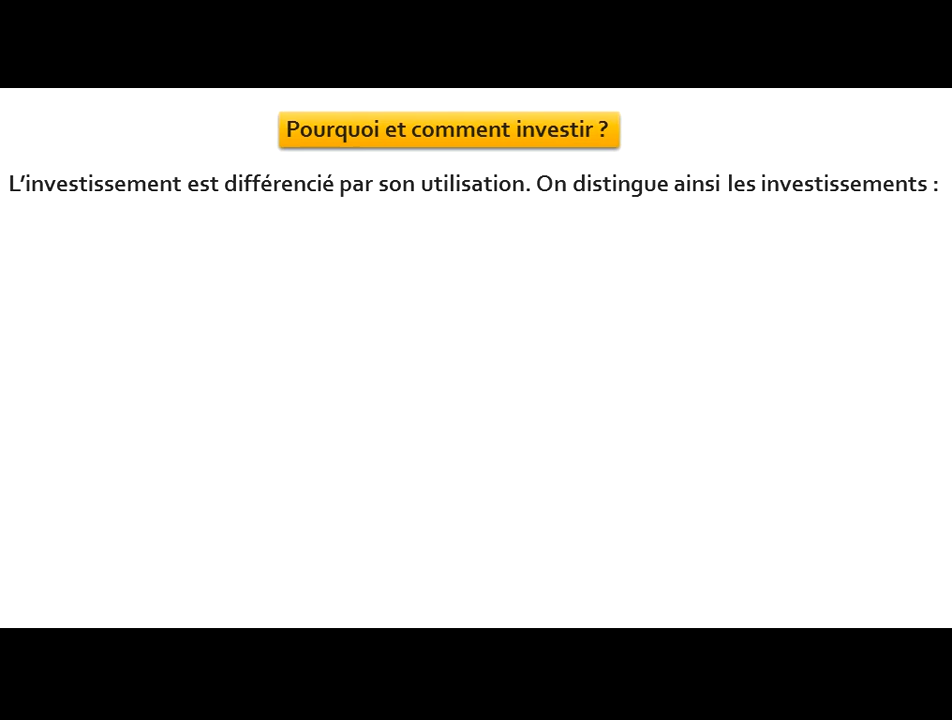 Pourquoi et comment investir ?
L’investissement est différencié par son utilisation. On distingue ainsi les investissements :